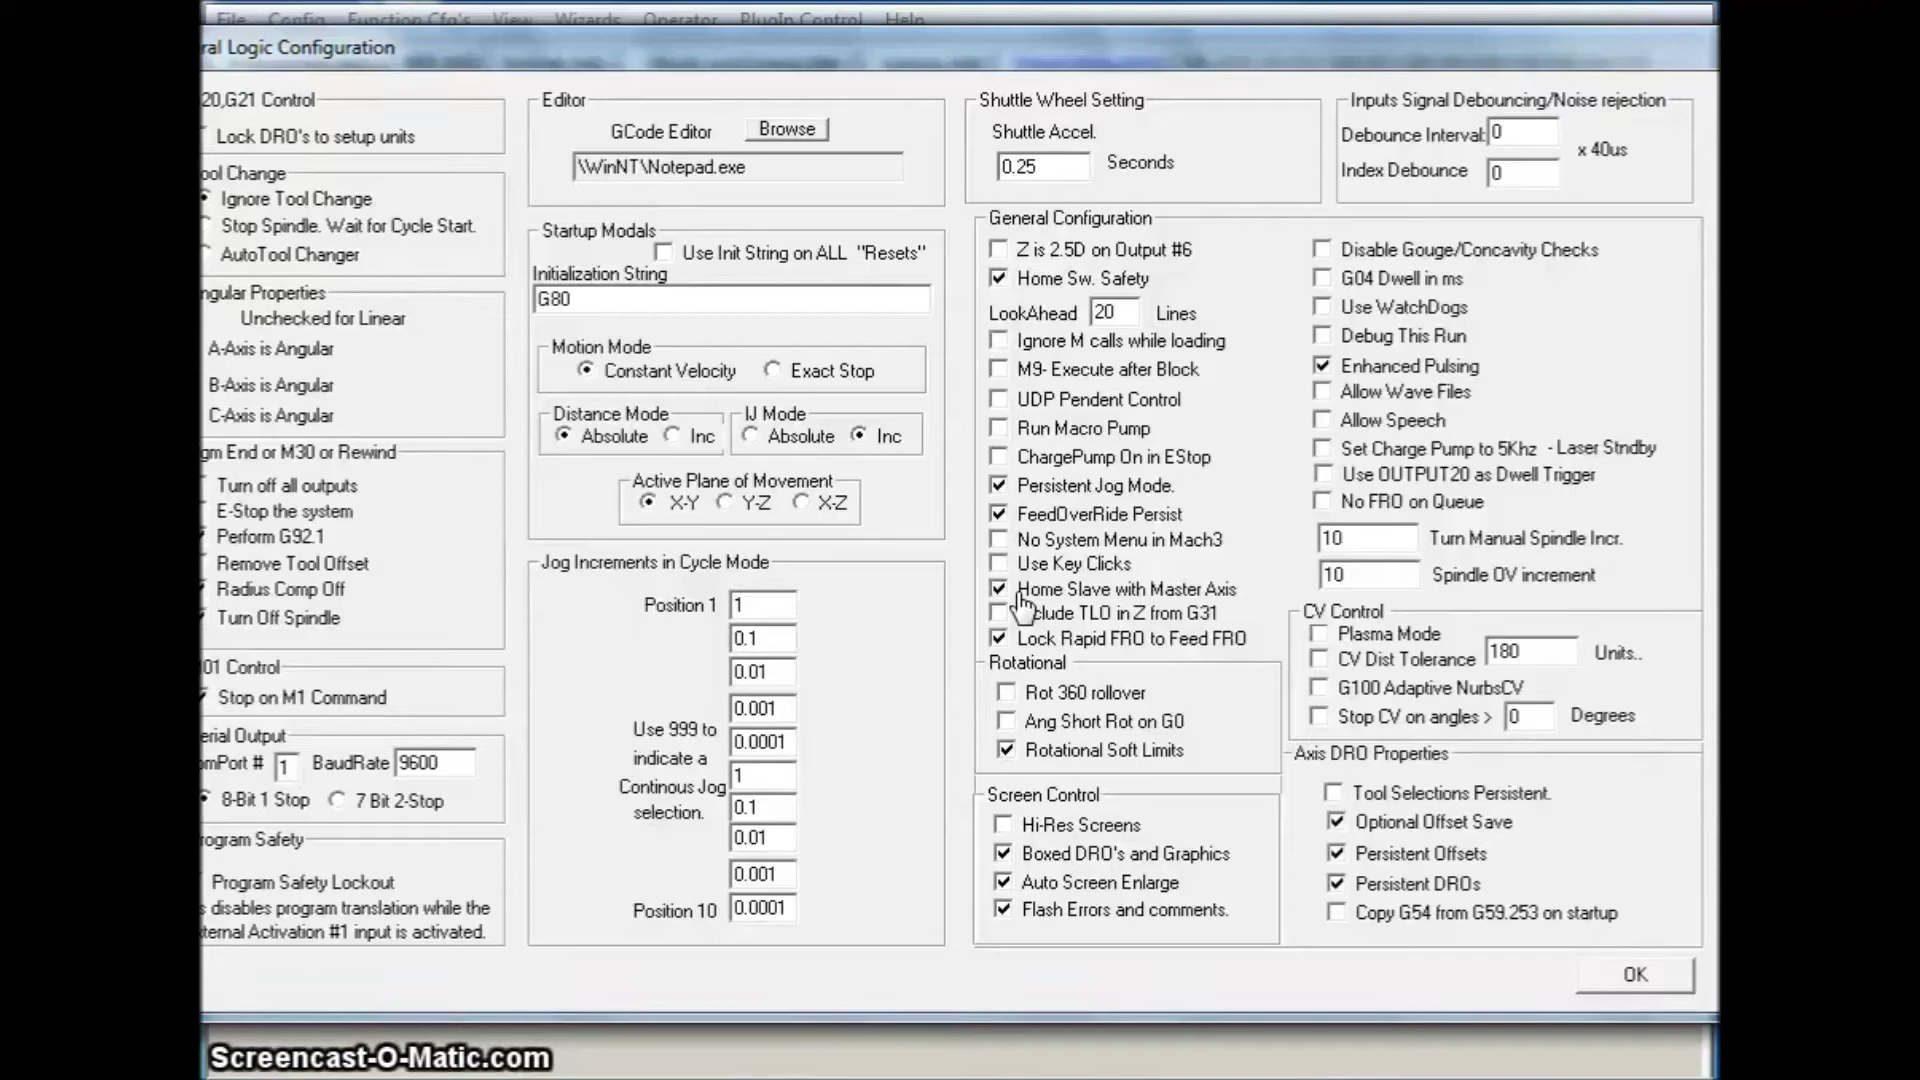 File Config Function Cfg's View Wizards Operator PlugIn Control Help
ral Logic Configuration
20,G21 Control
Lock DRO's to setup units
ool Change
Ignore Tool Change
Stop Spindle. Wait for Cycle Start.
AutoTool Changer
ngular Properties
Unchecked for Linear
A-Axis is Angular
B-Axis is Angular
C-Axis is Angular
gm End or M30 or Rewind
Turn off all outputs
E-Stop the system
Perform G92.1
Remove Tool Offset
Radius Comp Off
Turn Off Spindle
01 Control
Stop on M1 Command
erial Output
omPort # 1 BaudRate 9600
8-Bit 1 Stop 7 Bit 2-Stop
rogram Safety
Program Safety Lockout
s disables program translation while the
ternal Activation #1 input is activated.
Editor
GCode Editor Browse
\WinNT\Notepad.exe
Startup Modals
Use Init String on ALL "Resets"
Initialization String
G80
Motion Mode
Constant Velocity Exact Stop
Distance Mode
Absolute Inc
IJ Mode
Absolute Inc
Active Plane of Movement
X-Y Y-Z X-Z
Jog Increments in Cycle Mode
Position 1 1
0.1
0.01
0.001
Use 999 to
indicate a
Continous Jog
selection.
0.0001
1
0.1
0.01
0.001
Position 10 0.0001
Shuttle Wheel Setting
Shuttle Accel.
0.25 Seconds
Inputs Signal Debouncing/Noise rejection
Debounce Interval: 0
x 40us
Index Debounce 0
General Configuration
Z is 2.5D on Output #6
Home Sw. Safety
LookAhead 20 Lines
Ignore M calls while loading
M9- Execute after Block
UDP Pendent Control
Run Macro Pump
ChargePump On in EStop
Persistent Jog Mode.
FeedOverRide Persist
No System Menu in Mach3
Use Key Clicks
Home Slave with Master Axis
clude TLO in Z from G31
Lock Rapid FRO to Feed FRO
Disable Gouge/Concavity Checks
G04 Dwell in ms
Use WatchDogs
Debug This Run
Enhanced Pulsing
Allow Wave Files
Allow Speech
Set Charge Pump to 5Khz - Laser Stndby
Use OUTPUT20 as Dwell Trigger
No FRO on Queue
10 Turn Manual Spindle Incr.
10 Spindle OV increment
Rotational
Rot 360 rollover
Ang Short Rot on G0
Rotational Soft Limits
CV Control
Plasma Mode
CV Dist Tolerance 180 Units..
G100 Adaptive NurbsCV
Stop CV on angles > 0 Degrees
Screen Control
Hi-Res Screens
Boxed DRO's and Graphics
Auto Screen Enlarge
Flash Errors and comments.
Axis DRO Properties
Tool Selections Persistent.
Optional Offset Save
Persistent Offsets
Persistent DROs
Copy G54 from G59.253 on startup
OK
Screencast-O-Matic.com